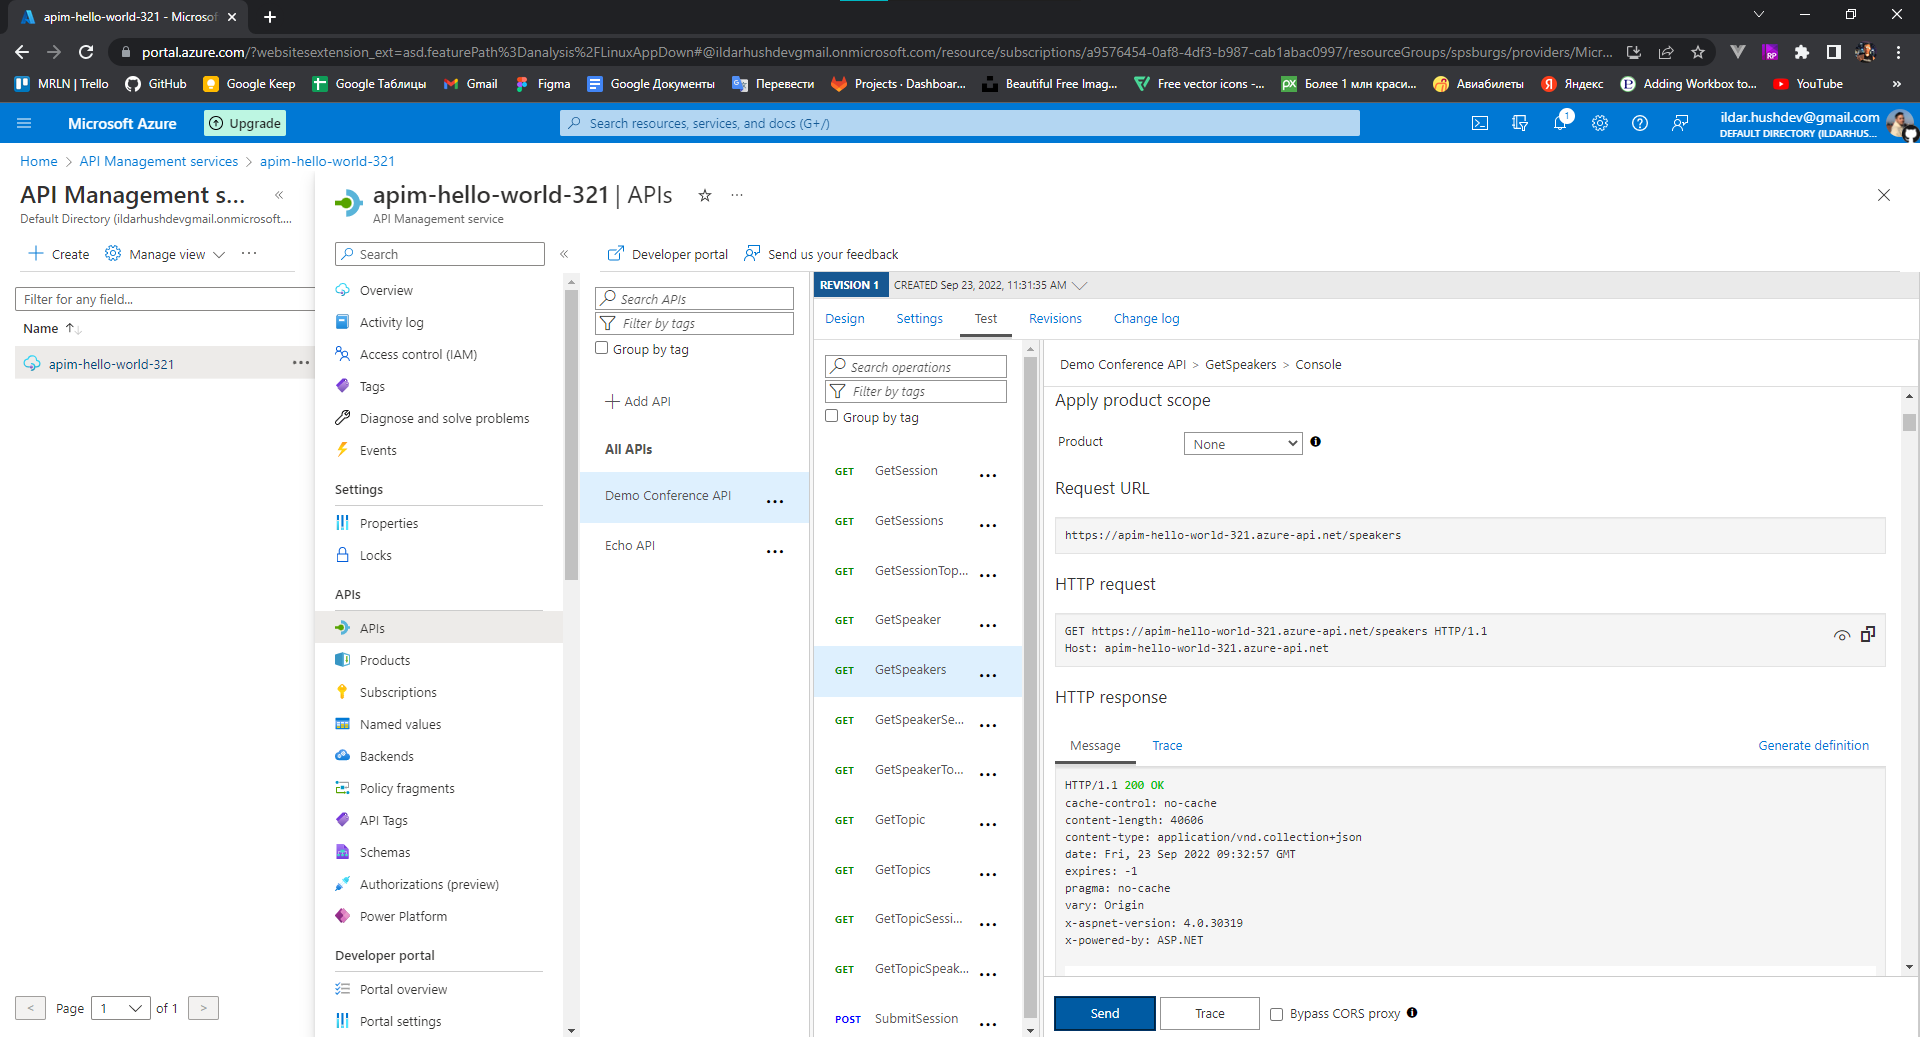 apim-hello-world-321 - Microsof
portal.azure.com/?websitesextension_ext=asd.featurePath%3Danalysis%2FLinuxAppDown#@ildarhushdevgmail.onmicrosoft.com/resource/subscriptions/a9576454-0af8-4df3-b987-cab1abac0997/resourceGroups/spsburgs/providers/Micr...
MRLN | Trello
GitHub
Google Keep
Google Таблицы
Gmail
Figma
Google Документы
Перевести
Projects · Dashboar...
Beautiful Free Imag...
Free vector icons -...
Более 1 млн краси...
Авиабилеты
Яндекс
Adding Workbox to...
YouTube
»
Microsoft Azure
Upgrade
Search resources, services, and docs (G+/)
1
ildar.hushdev@gmail.com
DEFAULT DIRECTORY (ILDARHUS...
Home > API Management services > apim-hello-world-321
API Management s...
Default Directory (ildarhushdevgmail.onmicrosoft....
Create
Manage view
...
Filter for any field...
Name
apim-hello-world-321
...
< Page 1 of 1 >
apim-hello-world-321 | APIs
...
API Management service
Search
Overview
Activity log
Access control (IAM)
Tags
Diagnose and solve problems
Events
Settings
Properties
Locks
APIs
APIs
Products
Subscriptions
Named values
Backends
Policy fragments
API Tags
Schemas
Authorizations (preview)
Power Platform
Developer portal
Portal overview
Portal settings
Developer portal
Send us your feedback
Search APIs
Filter by tags
Group by tag
Add API
All APIs
Demo Conference API ...
Echo API ...
REVISION 1 CREATED Sep 23, 2022, 11:31:35 AM
Design
Settings
Test
Revisions
Change log
Search operations
Filter by tags
Group by tag
GET GetSession ...
GET GetSessions ...
GET GetSessionTop... ...
GET GetSpeaker ...
GET GetSpeakers ...
GET GetSpeakerSe... ...
GET GetSpeakerTo... ...
GET GetTopic ...
GET GetTopics ...
GET GetTopicSessi... ...
GET GetTopicSpeak... ...
POST SubmitSession ...
Demo Conference API > GetSpeakers > Console
Apply product scope
Product None
Request URL
https://apim-hello-world-321.azure-api.net/speakers
HTTP request
GET https://apim-hello-world-321.azure-api.net/speakers HTTP/1.1
Host: apim-hello-world-321.azure-api.net
HTTP response
Message
Trace
Generate definition
HTTP/1.1 200 OK
cache-control: no-cache
content-length: 40606
content-type: application/vnd.collection+json
date: Fri, 23 Sep 2022 09:32:57 GMT
expires: -1
pragma: no-cache
vary: Origin
x-aspnet-version: 4.0.30319
x-powered-by: ASP.NET
Send
Trace
Bypass CORS proxy